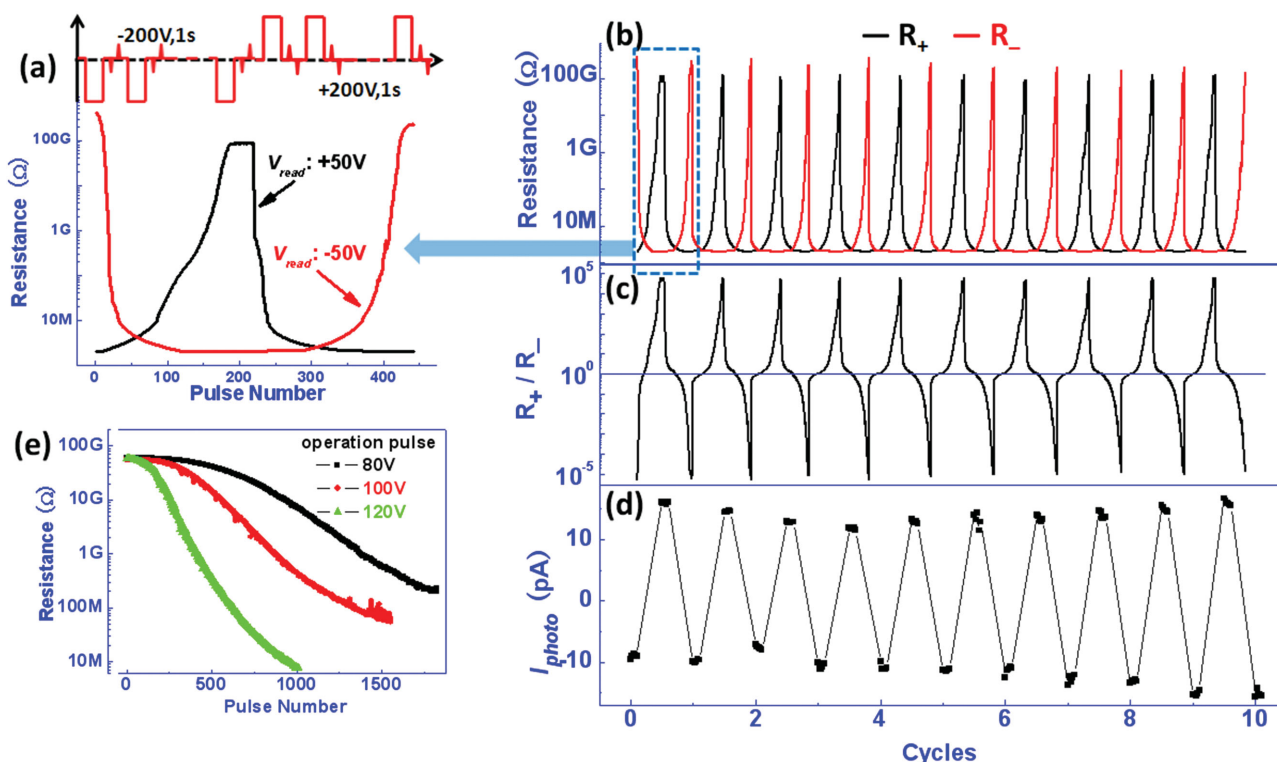 (a)
-200V,1s
+200V,1s
100G
1G
10M
Resistance (Ω)
V_read: +50V
V_read: -50V
0 100 200 300 400
Pulse Number
(b)
R+ R_
100G
1G
10M
Resistance (Ω)
(c)
10^5
10^0
10^-5
R+ / R_
(d)
10
0
-10
I_photo (pA)
0 2 4 6 8 10
Cycles
(e)
operation pulse
80V
100V
120V
100G
10G
1G
100M
10M
Resistance (Ω)
0 500 1000 1500
Pulse Number